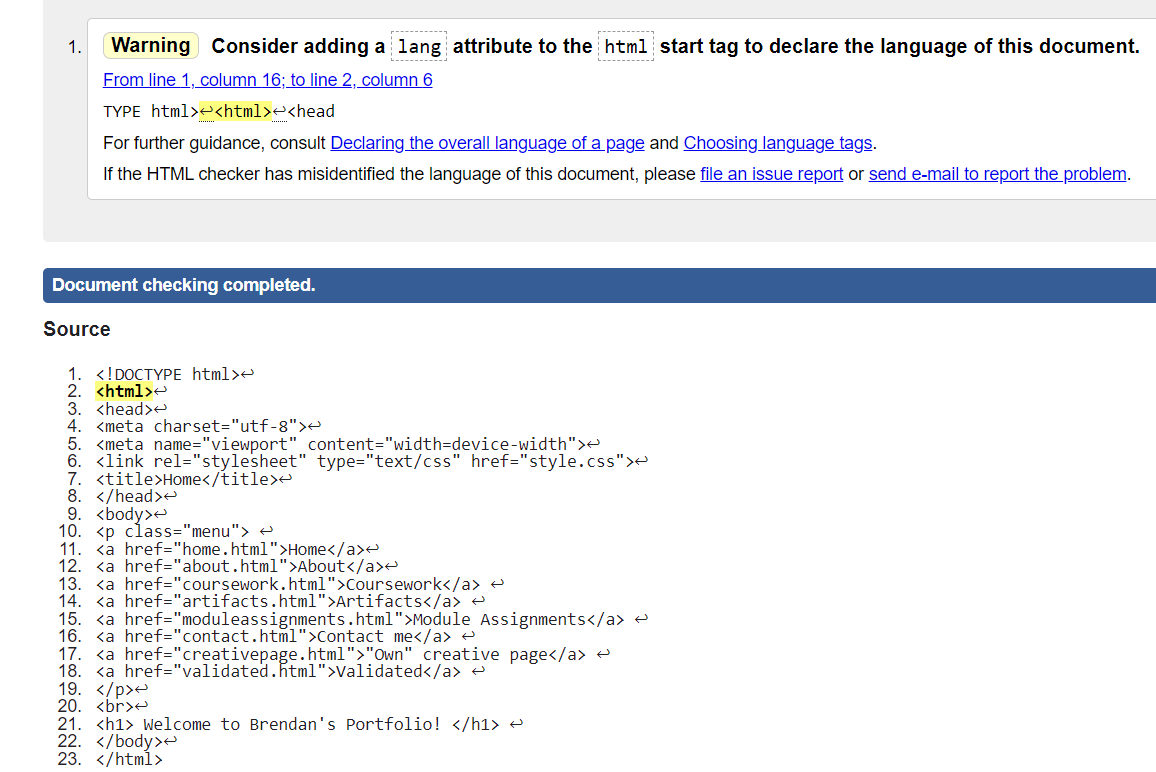 1. Warning Consider adding a lang attribute to the html start tag to declare the language of this document.
From line 1, column 16; to line 2, column 6
TYPE html>↩<html>↩<head
For further guidance, consult Declaring the overall language of a page and Choosing language tags.
If the HTML checker has misidentified the language of this document, please file an issue report or send e-mail to report the problem.
Document checking completed.
Source
1. <!DOCTYPE html>↩
2. <html>↩
3. <head>↩
4. <meta charset="utf-8">↩
5. <meta name="viewport" content="width=device-width">↩
6. <link rel="stylesheet" type="text/css" href="style.css">↩
7. <title>Home</title>↩
8. </head>↩
9. <body>↩
10. <p class="menu"> ↩
11. <a href="home.html">Home</a>↩
12. <a href="about.html">About</a>↩
13. <a href="coursework.html">Coursework</a> ↩
14. <a href="artifacts.html">Artifacts</a> ↩
15. <a href="moduleassignments.html">Module Assignments</a> ↩
16. <a href="contact.html">Contact me</a> ↩
17. <a href="creativepage.html">"Own" creative page</a> ↩
18. <a href="validated.html">Validated</a> ↩
19. </p>↩
20. <br>↩
21. <h1> Welcome to Brendan's Portfolio! </h1> ↩
22. </body>↩
23. </html>